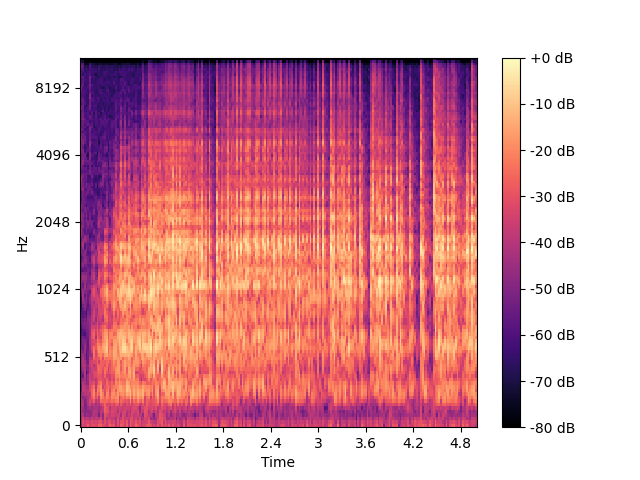 8192
4096
2048
1024
512
0
Hz
0 0.6 1.2 1.8 2.4 3 3.6 4.2 4.8
Time
+0 dB
-10 dB
-20 dB
-30 dB
-40 dB
-50 dB
-60 dB
-70 dB
-80 dB